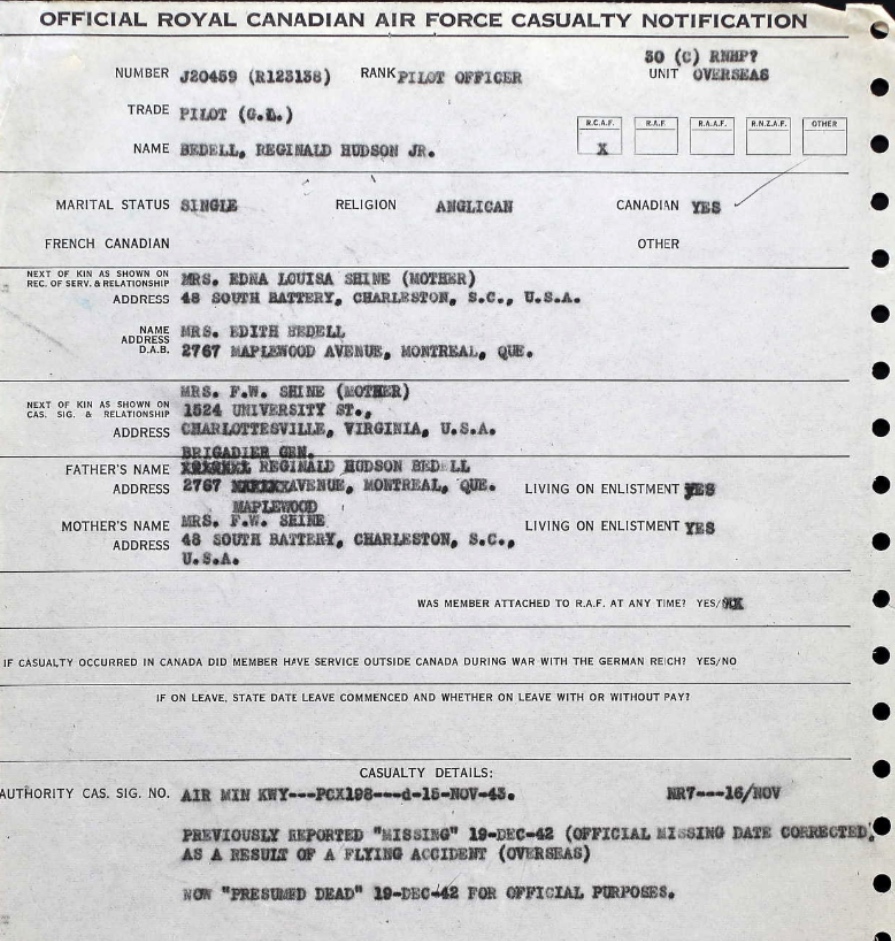 OFFICIAL ROYAL CANADIAN AIR FORCE CASUALTY NOTIFICATION
30 (C) RNHP?
NUMBER J20459 (R123138) RANK PILOT OFFICER UNIT OVERSEAS
TRADE PILOT (G.L.)
R.C.A.F. R.A.F. R.A.A.F. R.N.Z.A.F. OTHER
NAME BEDELL, REGINALD HUDSON JR. X
MARITAL STATUS SINGLE RELIGION ANGLICAN CANADIAN YES
FRENCH CANADIAN OTHER
NEXT OF KIN AS SHOWN ON
REC. OF SERV. & RELATIONSHIP MRS. EDNA LOUISA SHINE (MOTHER)
ADDRESS 48 SOUTH BATTERY, CHARLESTON, S.C., U.S.A.
NAME MRS. EDITH BEDELL
ADDRESS
D.A.B. 2767 MAPLEWOOD AVENUE, MONTREAL, QUE.
MRS. F.W. SHINE (MOTHER)
NEXT OF KIN AS SHOWN ON
CAS. SIG. & RELATIONSHIP 1524 UNIVERSITY ST.,
ADDRESS CHARLOTTESVILLE, VIRGINIA, U.S.A.
BRIGADIER GEN.
FATHER'S NAME REGINALD HUDSON BEDELL
ADDRESS 2767 AVENUE, MONTREAL, QUE. LIVING ON ENLISTMENT YES
MAPLEWOOD
MOTHER'S NAME MRS. F.W. SHINE LIVING ON ENLISTMENT YES
ADDRESS 48 SOUTH BATTERY, CHARLESTON, S.C.,
U.S.A.
WAS MEMBER ATTACHED TO R.A.F. AT ANY TIME? YES/
IF CASUALTY OCCURRED IN CANADA DID MEMBER HAVE SERVICE OUTSIDE CANADA DURING WAR WITH THE GERMAN REICH? YES/NO
IF ON LEAVE, STATE DATE LEAVE COMMENCED AND WHETHER ON LEAVE WITH OR WITHOUT PAY?
CASUALTY DETAILS:
AUTHORITY CAS. SIG. NO. AIR MIN KWY---PCX198---d-15-NOV-43. NR7---16/NOV
PREVIOUSLY REPORTED "MISSING" 19-DEC-42 (OFFICIAL MISSING DATE CORRECTED)
AS A RESULT OF A FLYING ACCIDENT (OVERSEAS)
NOW "PRESUMED DEAD" 19-DEC-42 FOR OFFICIAL PURPOSES.